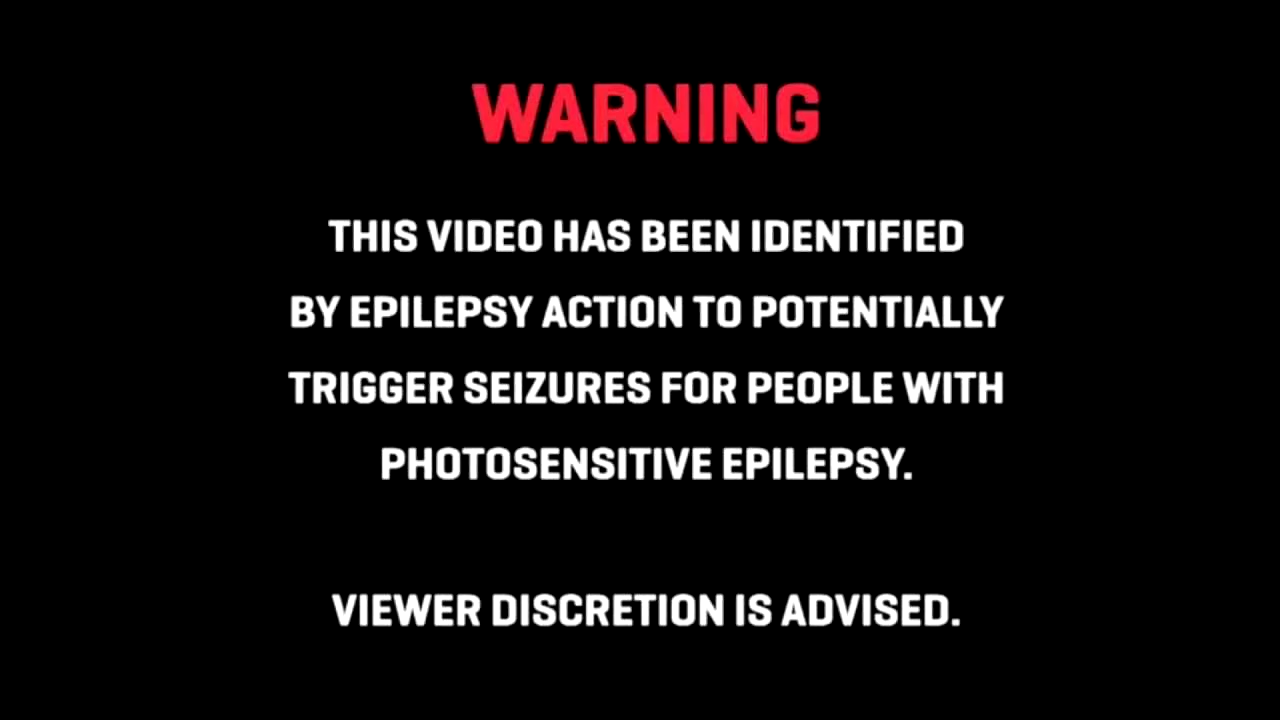 WARNING
THIS VIDEO HAS BEEN IDENTIFIED
BY EPILEPSY ACTION TO POTENTIALLY
TRIGGER SEIZURES FOR PEOPLE WITH
PHOTOSENSITIVE EPILEPSY.
VIEWER DISCRETION IS ADVISED.